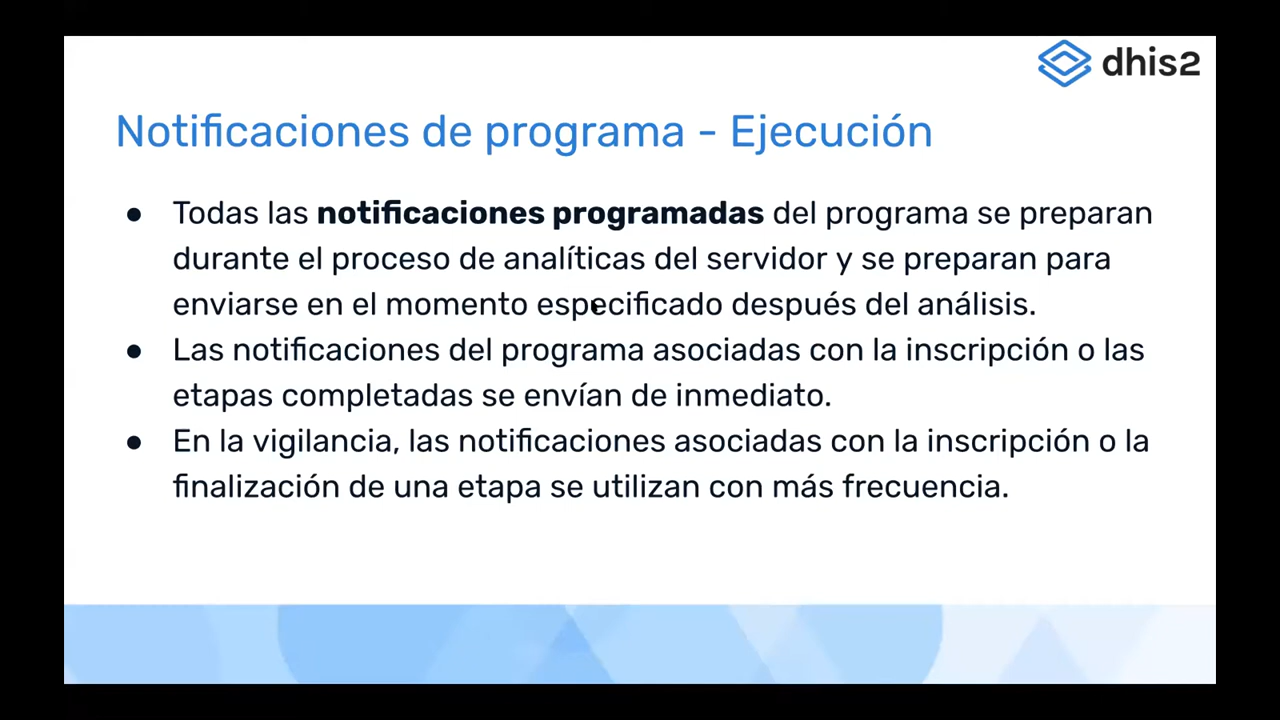 dhis2
Notificaciones de programa - Ejecución
● Todas las notificaciones programadas del programa se preparan
durante el proceso de analíticas del servidor y se preparan para
enviarse en el momento especificado después del análisis.
● Las notificaciones del programa asociadas con la inscripción o las
etapas completadas se envían de inmediato.
● En la vigilancia, las notificaciones asociadas con la inscripción o la
finalización de una etapa se utilizan con más frecuencia.